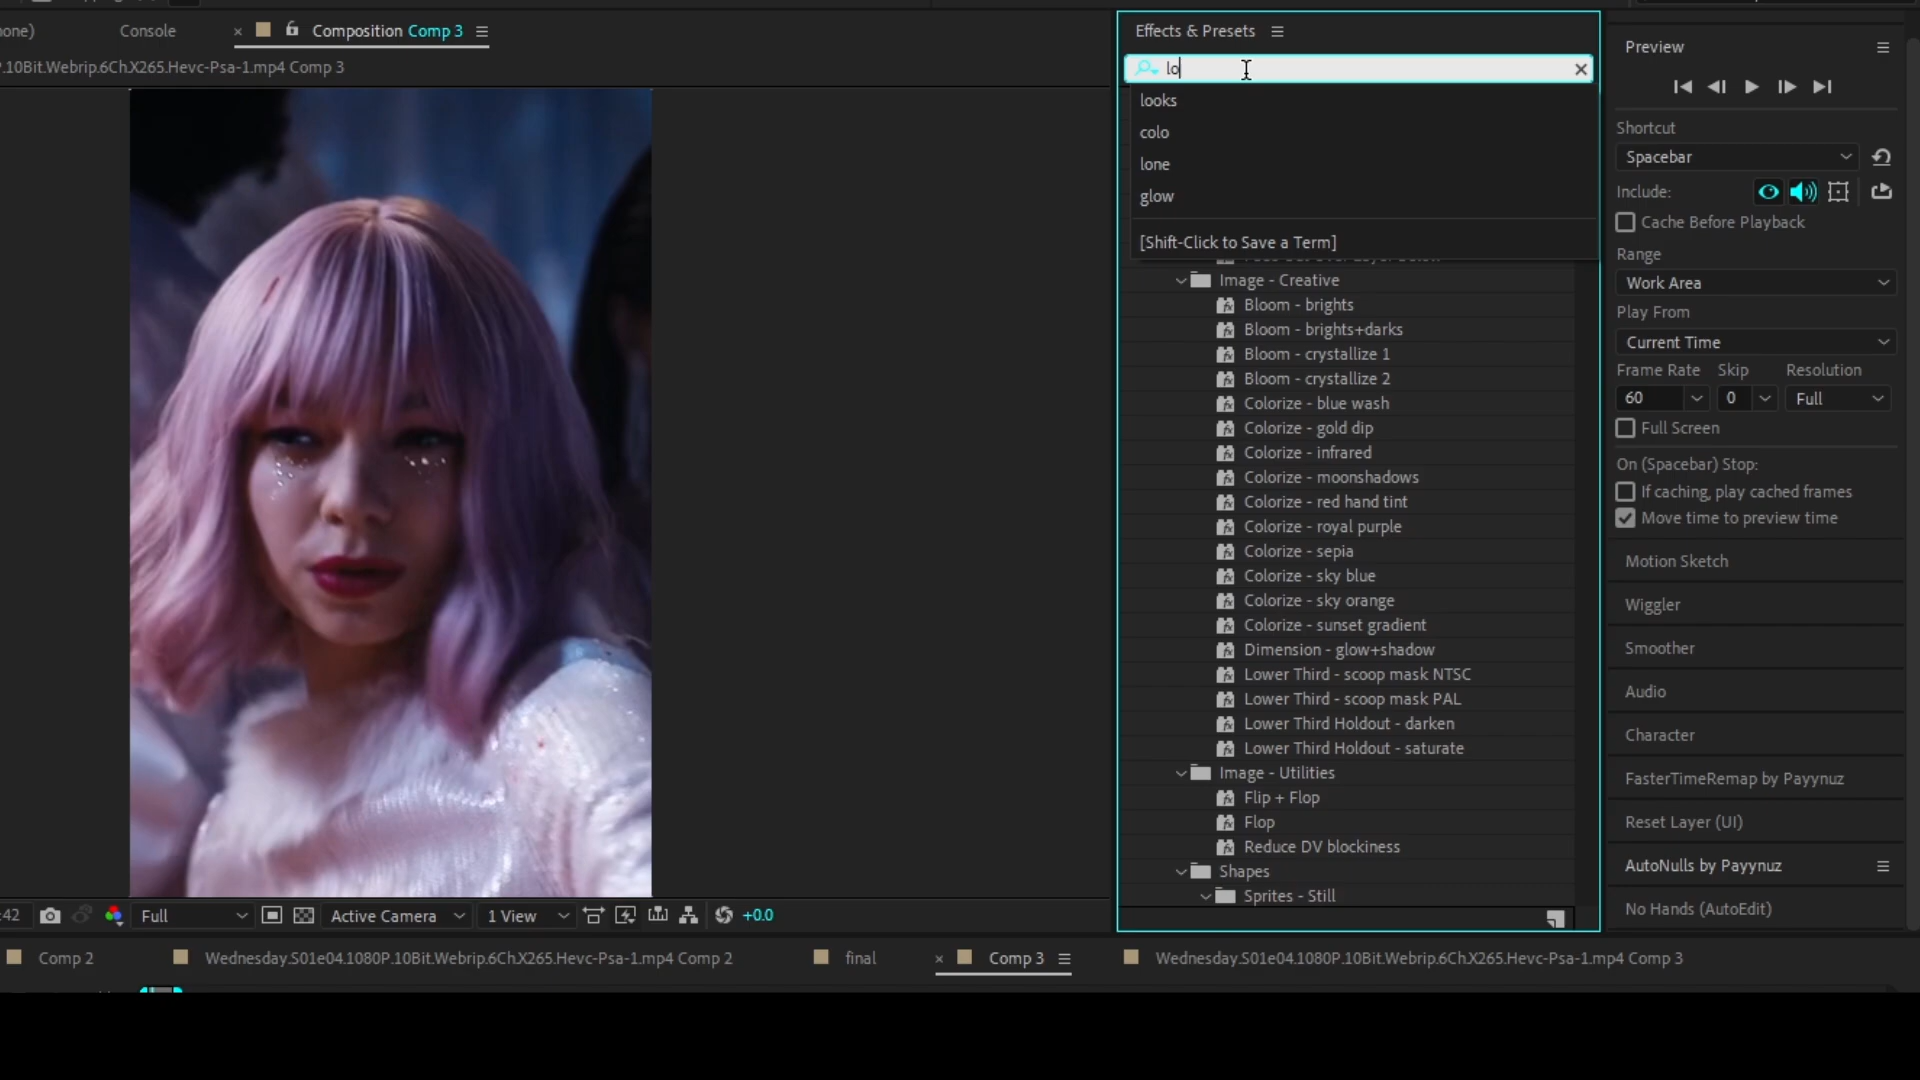 one)
Console
× Composition Comp 3
P.10Bit.Webrip.6Ch.X265.Hevc-Psa-1.mp4 Comp 3
:42
Full
Active Camera
1 View
+0.0
Effects & Presets
lo
looks
colo
lone
glow
[Shift-Click to Save a Term]
Image - Creative
Bloom - brights
Bloom - brights+darks
Bloom - crystallize 1
Bloom - crystallize 2
Colorize - blue wash
Colorize - gold dip
Colorize - infrared
Colorize - moonshadows
Colorize - red hand tint
Colorize - royal purple
Colorize - sepia
Colorize - sky blue
Colorize - sky orange
Colorize - sunset gradient
Dimension - glow+shadow
Lower Third - scoop mask NTSC
Lower Third - scoop mask PAL
Lower Third Holdout - darken
Lower Third Holdout - saturate
Image - Utilities
Flip + Flop
Flop
Reduce DV blockiness
Shapes
Sprites - Still
Preview
Shortcut
Spacebar
Include:
Cache Before Playback
Range
Work Area
Play From
Current Time
Frame Rate Skip Resolution
60 0 Full
Full Screen
On (Spacebar) Stop:
If caching, play cached frames
Move time to preview time
Motion Sketch
Wiggler
Smoother
Audio
Character
FasterTimeRemap by Payynuz
Reset Layer (UI)
AutoNulls by Payynuz
No Hands (AutoEdit)
Comp 2
Wednesday.S01e04.1080P.10Bit.Webrip.6Ch.X265.Hevc-Psa-1.mp4 Comp 2
final
× Comp 3
Wednesday.S01e04.1080P.10Bit.Webrip.6Ch.X265.Hevc-Psa-1.mp4 Comp 3